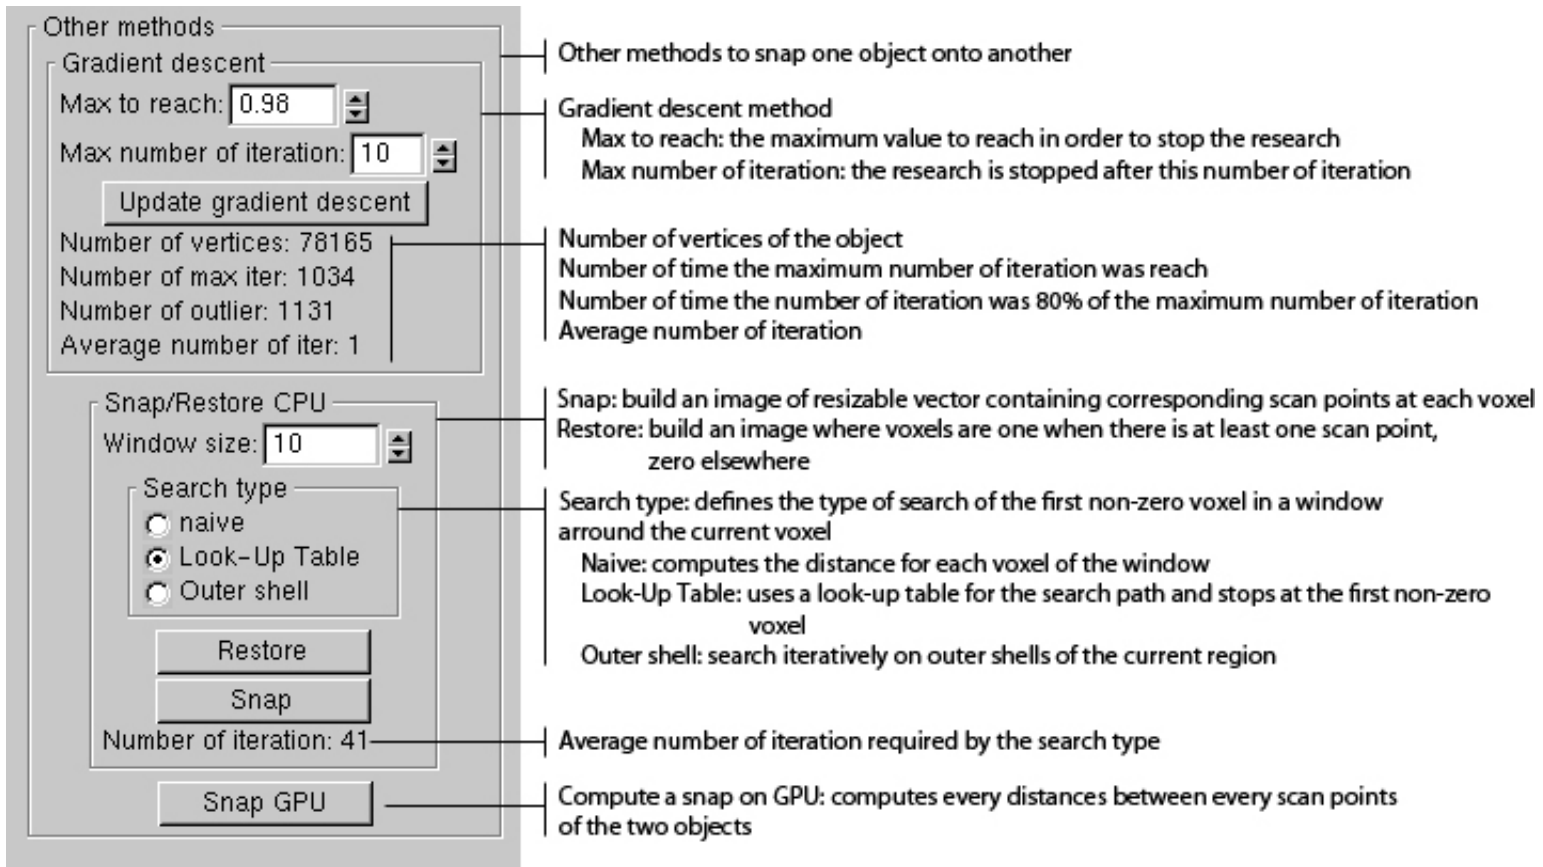 Other methods
Gradient descent
Max to reach: 0.98
Max number of iteration: 10
Update gradient descent
Number of vertices: 78165
Number of max iter: 1034
Number of outlier: 1131
Average number of iter: 1
Snap/Restore CPU
Window size: 10
Search type
naive
Look-Up Table
Outer shell
Restore
Snap
Number of iteration: 41
Snap GPU
Other methods to snap one object onto another
Gradient descent method
Max to reach: the maximum value to reach in order to stop the research
Max number of iteration: the research is stopped after this number of iteration
Number of vertices of the object
Number of time the maximum number of iteration was reach
Number of time the number of iteration was 80% of the maximum number of iteration
Average number of iteration
Snap: build an image of resizable vector containing corresponding scan points at each voxel
Restore: build an image where voxels are one when there is at least one scan point,
zero elsewhere
Search type: defines the type of search of the first non-zero voxel in a window
arround the current voxel
Naive: computes the distance for each voxel of the window
Look-Up Table: uses a look-up table for the search path and stops at the first non-zero
voxel
Outer shell: search iteratively on outer shells of the current region
Average number of iteration required by the search type
Compute a snap on GPU: computes every distances between every scan points
of the two objects